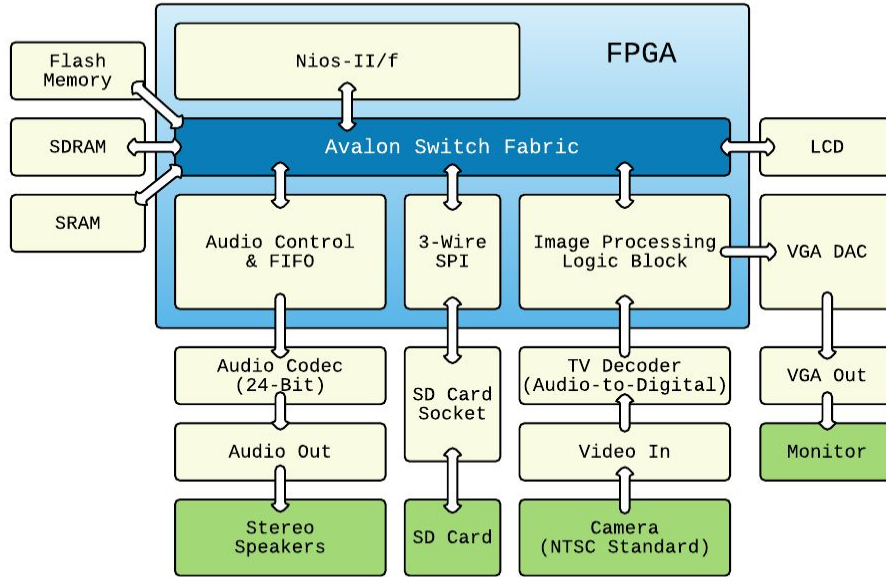 FPGA
Nios-II/f
Flash
Memory
SDRAM
Avalon Switch Fabric
LCD
SRAM
Audio Control
& FIFO
3-Wire
SPI
Image Processing
Logic Block
VGA DAC
Audio Codec
(24-Bit)
SD Card
Socket
TV Decoder
(Audio-to-Digital)
VGA Out
Audio Out
Video In
Monitor
Stereo
Speakers
SD Card
Camera
(NTSC Standard)